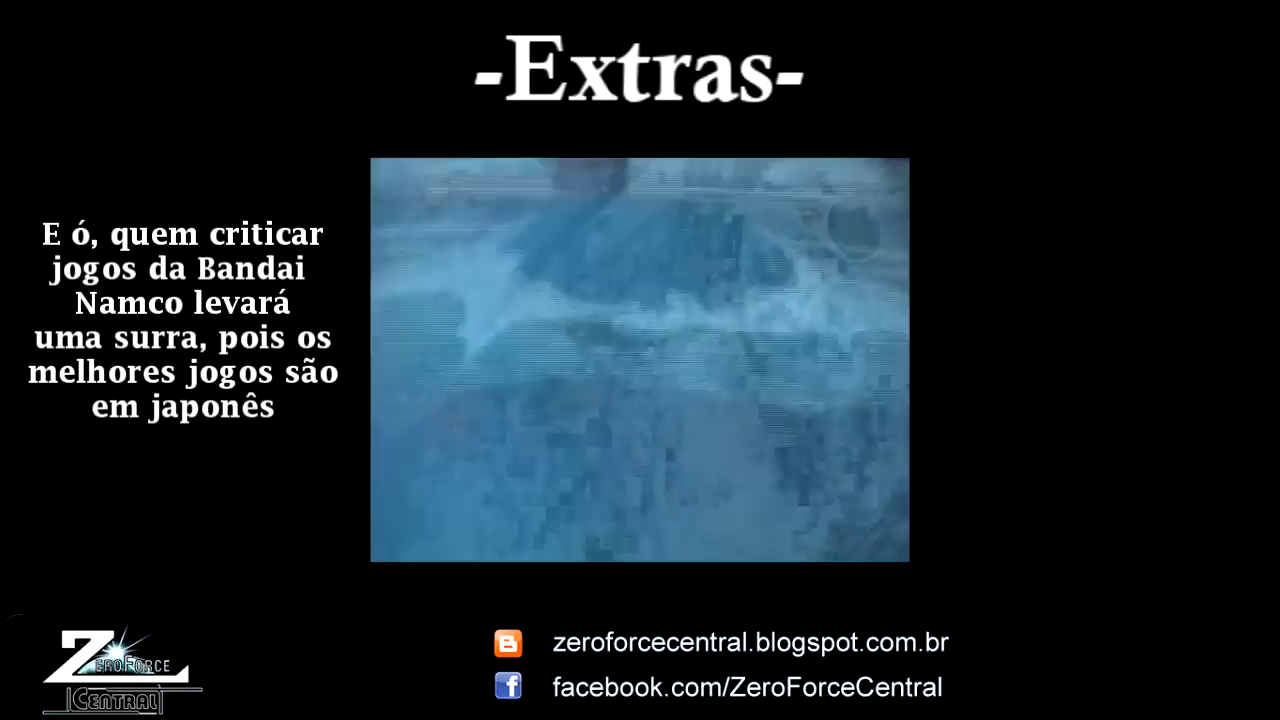 -Extras-
E ó, quem criticar
jogos da Bandai
Namco levará
uma surra, pois os
melhores jogos são
em japonês
ZeroForce
Central
zeroforcecentral.blogspot.com.br
facebook.com/ZeroForceCentral